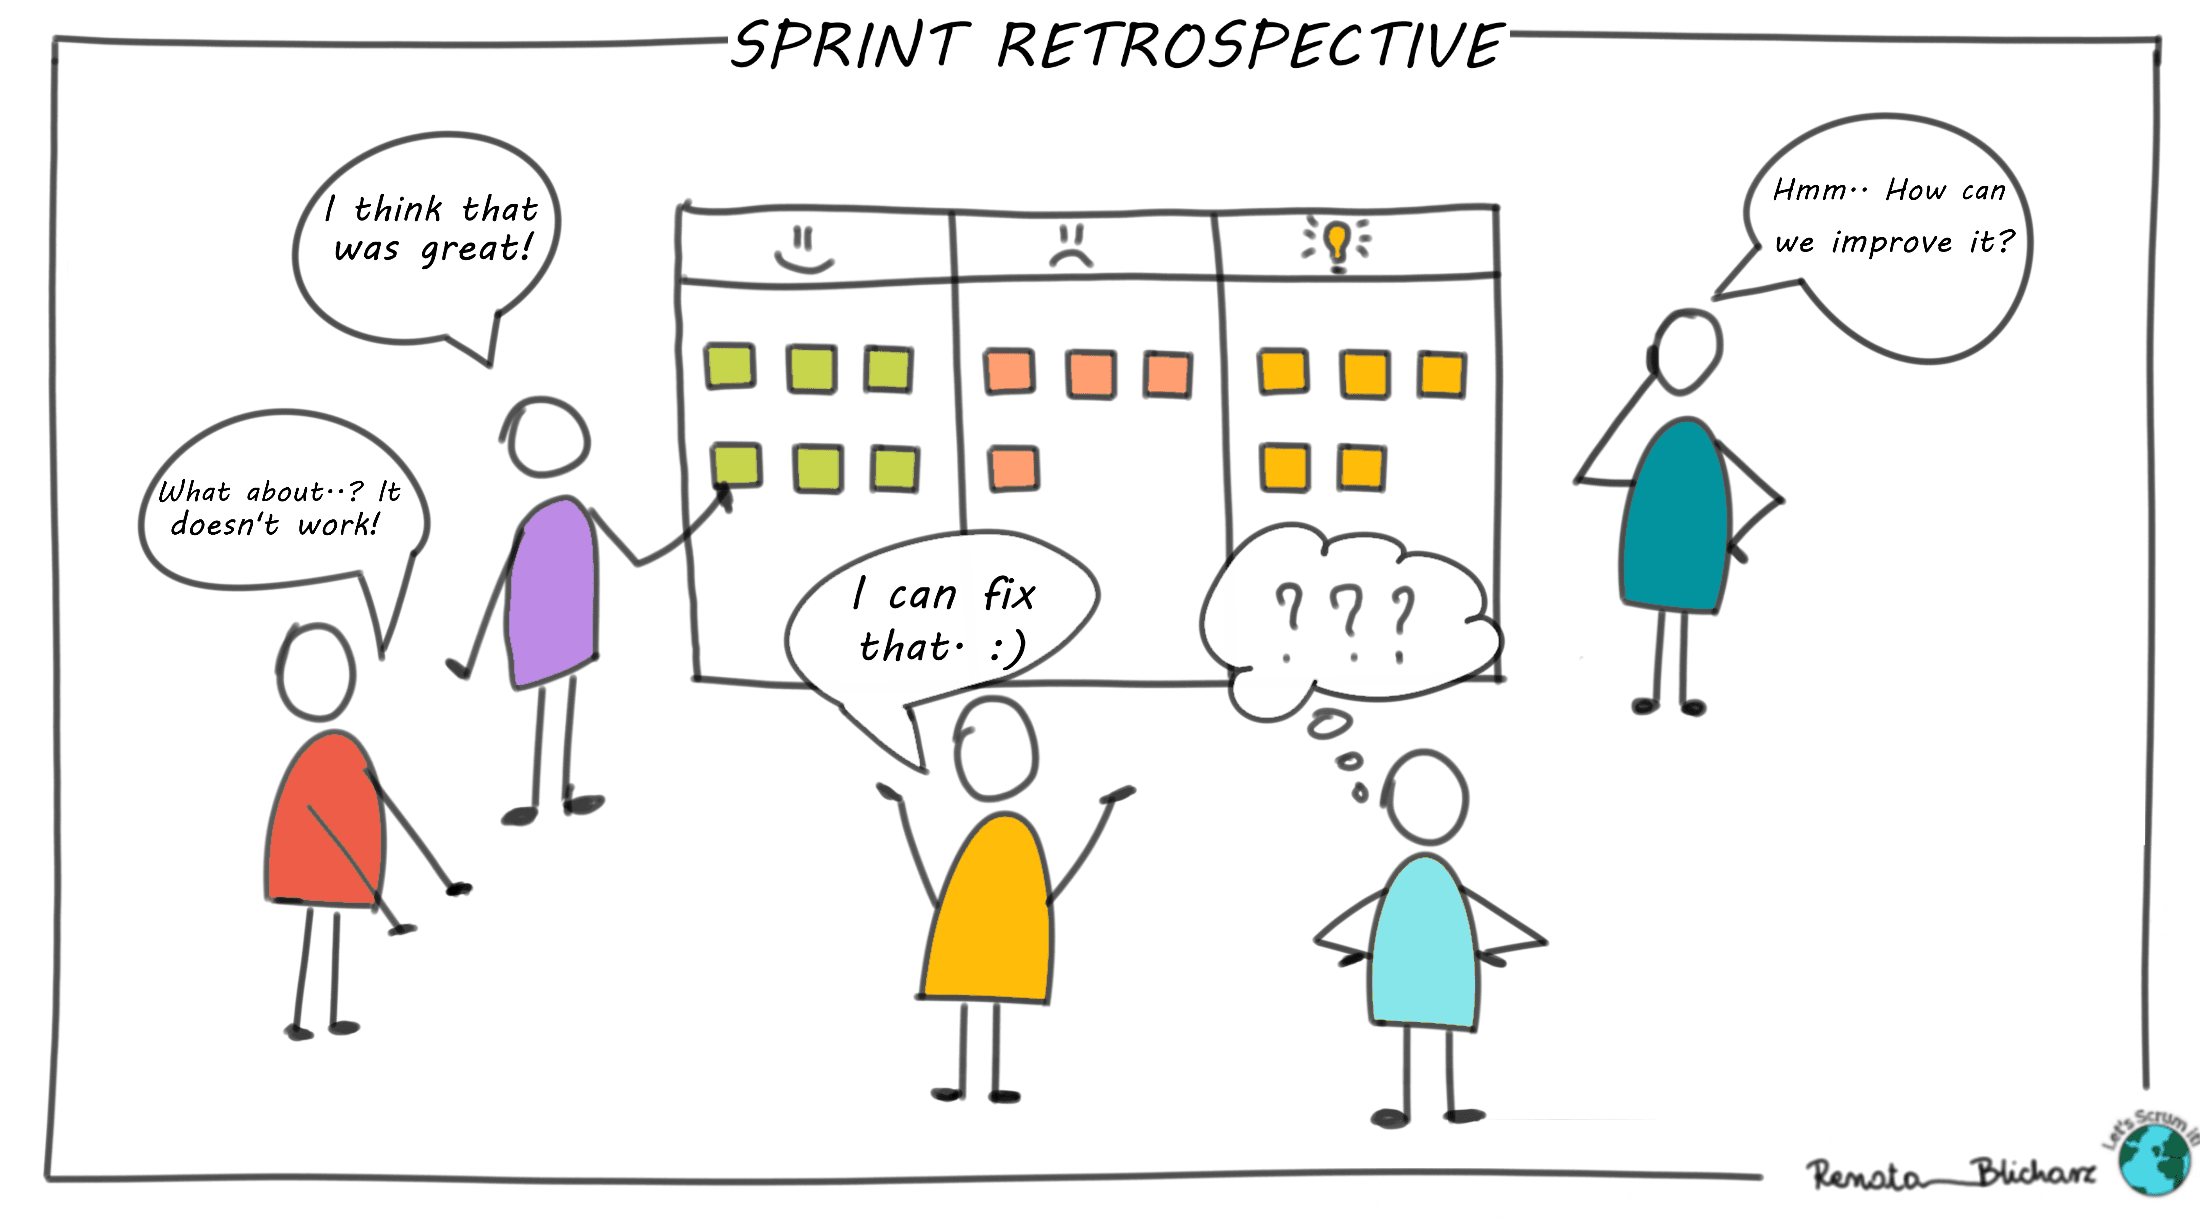 SPRINT RETROSPECTIVE
I think that
was great!
Hmm.. How can
we improve it?
What about..? It
doesn't work!
I can fix
that. :)
? ? ?
Renata Blicharz
Let's Scrum it!